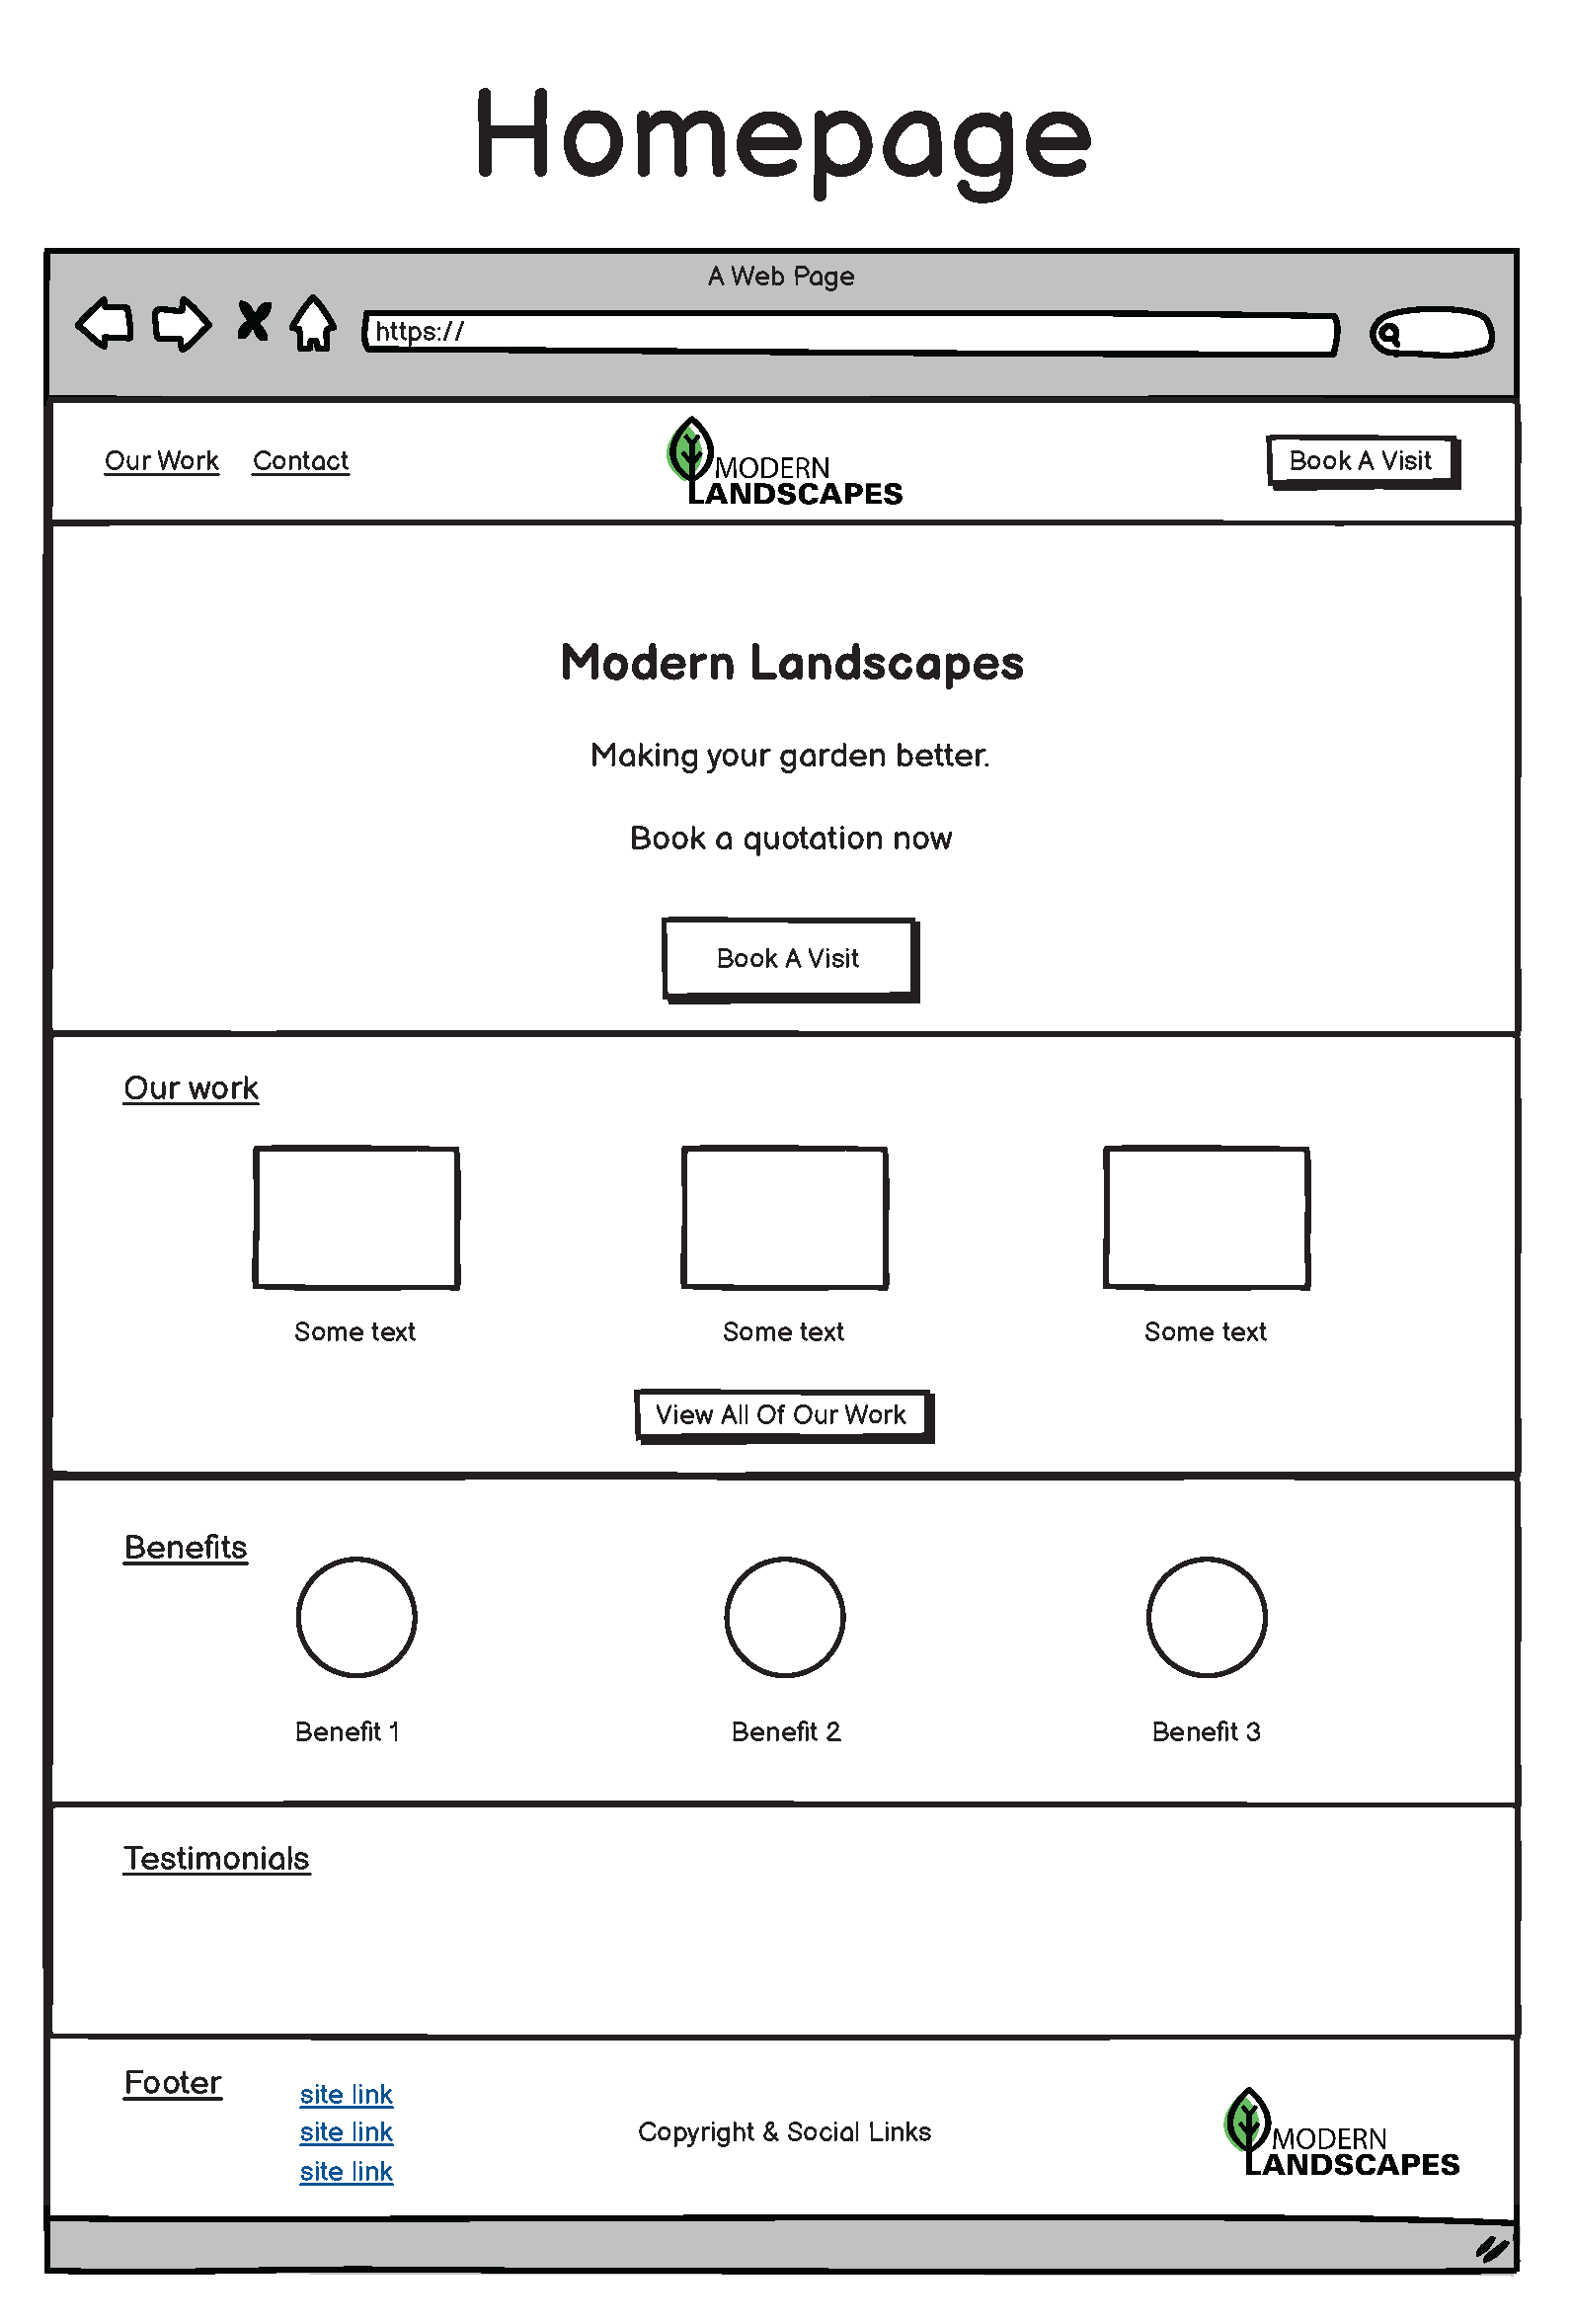 Homepage
A Web Page
https://
Our Work Contact
MODERN
LANDSCAPES
Book A Visit
Modern Landscapes
Making your garden better.
Book a quotation now
Book A Visit
Our work
Some text Some text Some text
View All Of Our Work
Benefits
Benefit 1 Benefit 2 Benefit 3
Testimonials
Footer
site link
site link
site link
Copyright & Social Links
MODERN
LANDSCAPES